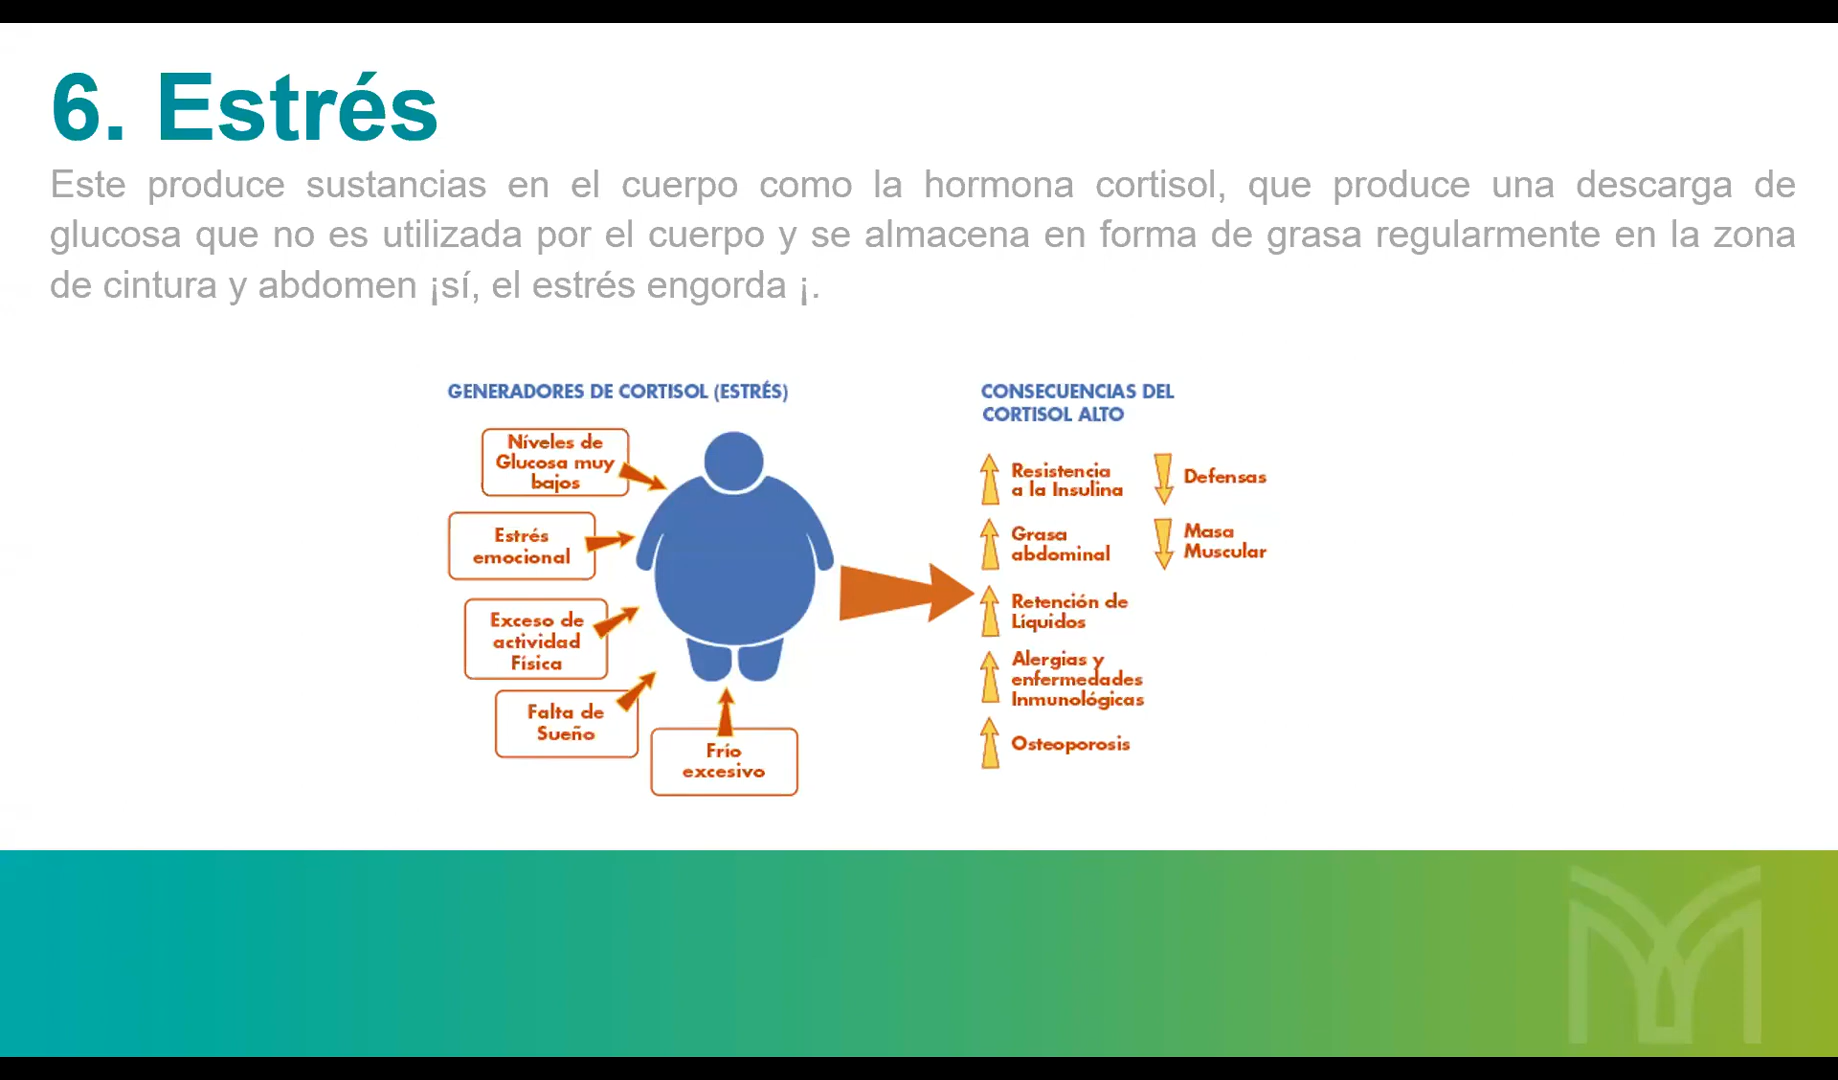 6. Estrés
Este produce sustancias en el cuerpo como la hormona cortisol, que produce una descarga de
glucosa que no es utilizada por el cuerpo y se almacena en forma de grasa regularmente en la zona
de cintura y abdomen ¡sí, el estrés engorda ¡.
GENERADORES DE CORTISOL (ESTRÉS)
Níveles de
Glucosa muy
bajos
Estrés
emocional
Exceso de
actividad
Física
Falta de
Sueño
Frío
excesivo
CONSECUENCIAS DEL
CORTISOL ALTO
Resistencia
a la Insulina
Grasa
abdominal
Retención de
Líquidos
Alergias y
enfermedades
Inmunológicas
Osteoporosis
Defensas
Masa
Muscular